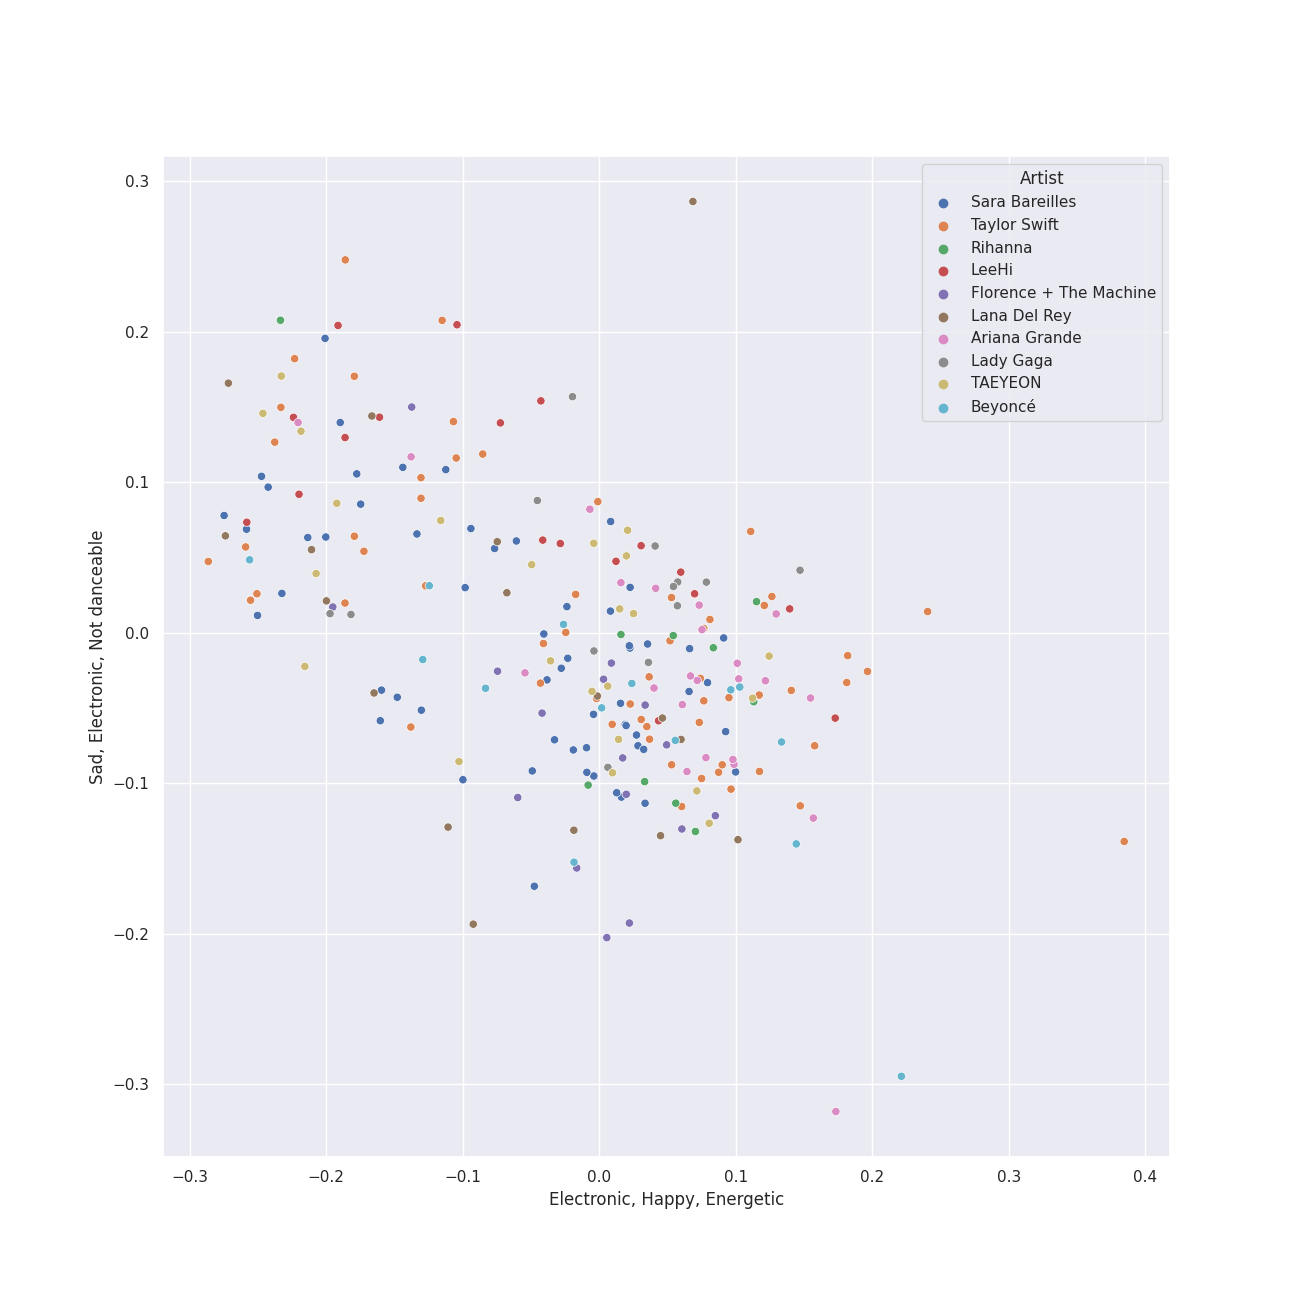 Artist
Sara Bareilles
Taylor Swift
Rihanna
LeeHi
Florence + The Machine
Lana Del Rey
Ariana Grande
Lady Gaga
TAEYEON
Beyoncé
0.3
0.2
0.1
0.0
−0.1
−0.2
−0.3
Sad, Electronic, Not danceable
−0.3
−0.2
−0.1
0.0
0.1
0.2
0.3
0.4
Electronic, Happy, Energetic